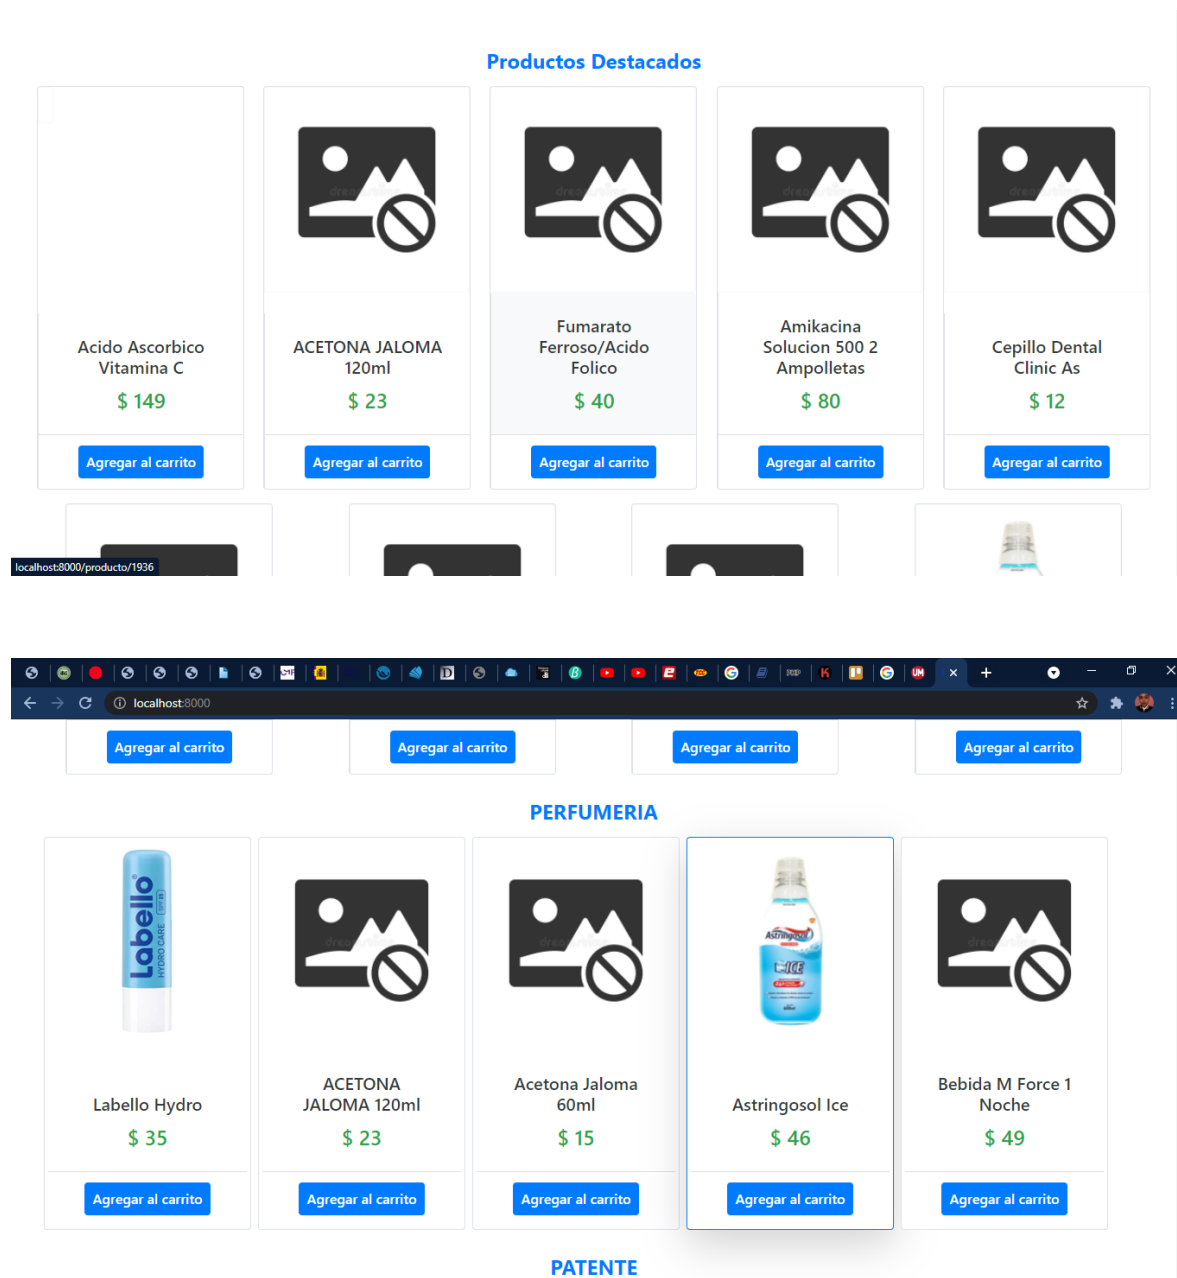 Productos Destacados
Acido Ascorbico
Vitamina C
$ 149
Agregar al carrito
ACETONA JALOMA
120ml
$ 23
Agregar al carrito
Fumarato
Ferroso/Acido
Folico
$ 40
Agregar al carrito
Amikacina
Solucion 500 2
Ampolletas
$ 80
Agregar al carrito
Cepillo Dental
Clinic As
$ 12
Agregar al carrito
localhost:8000/producto/1936
localhost:8000
Agregar al carrito
Agregar al carrito
Agregar al carrito
Agregar al carrito
PERFUMERIA
Labello
HYDRO CARE
Labello Hydro
$ 35
Agregar al carrito
ACETONA
JALOMA 120ml
$ 23
Agregar al carrito
Acetona Jaloma
60ml
$ 15
Agregar al carrito
Astringosol
ICE
Astringosol Ice
$ 46
Agregar al carrito
Bebida M Force 1
Noche
$ 49
Agregar al carrito
PATENTE